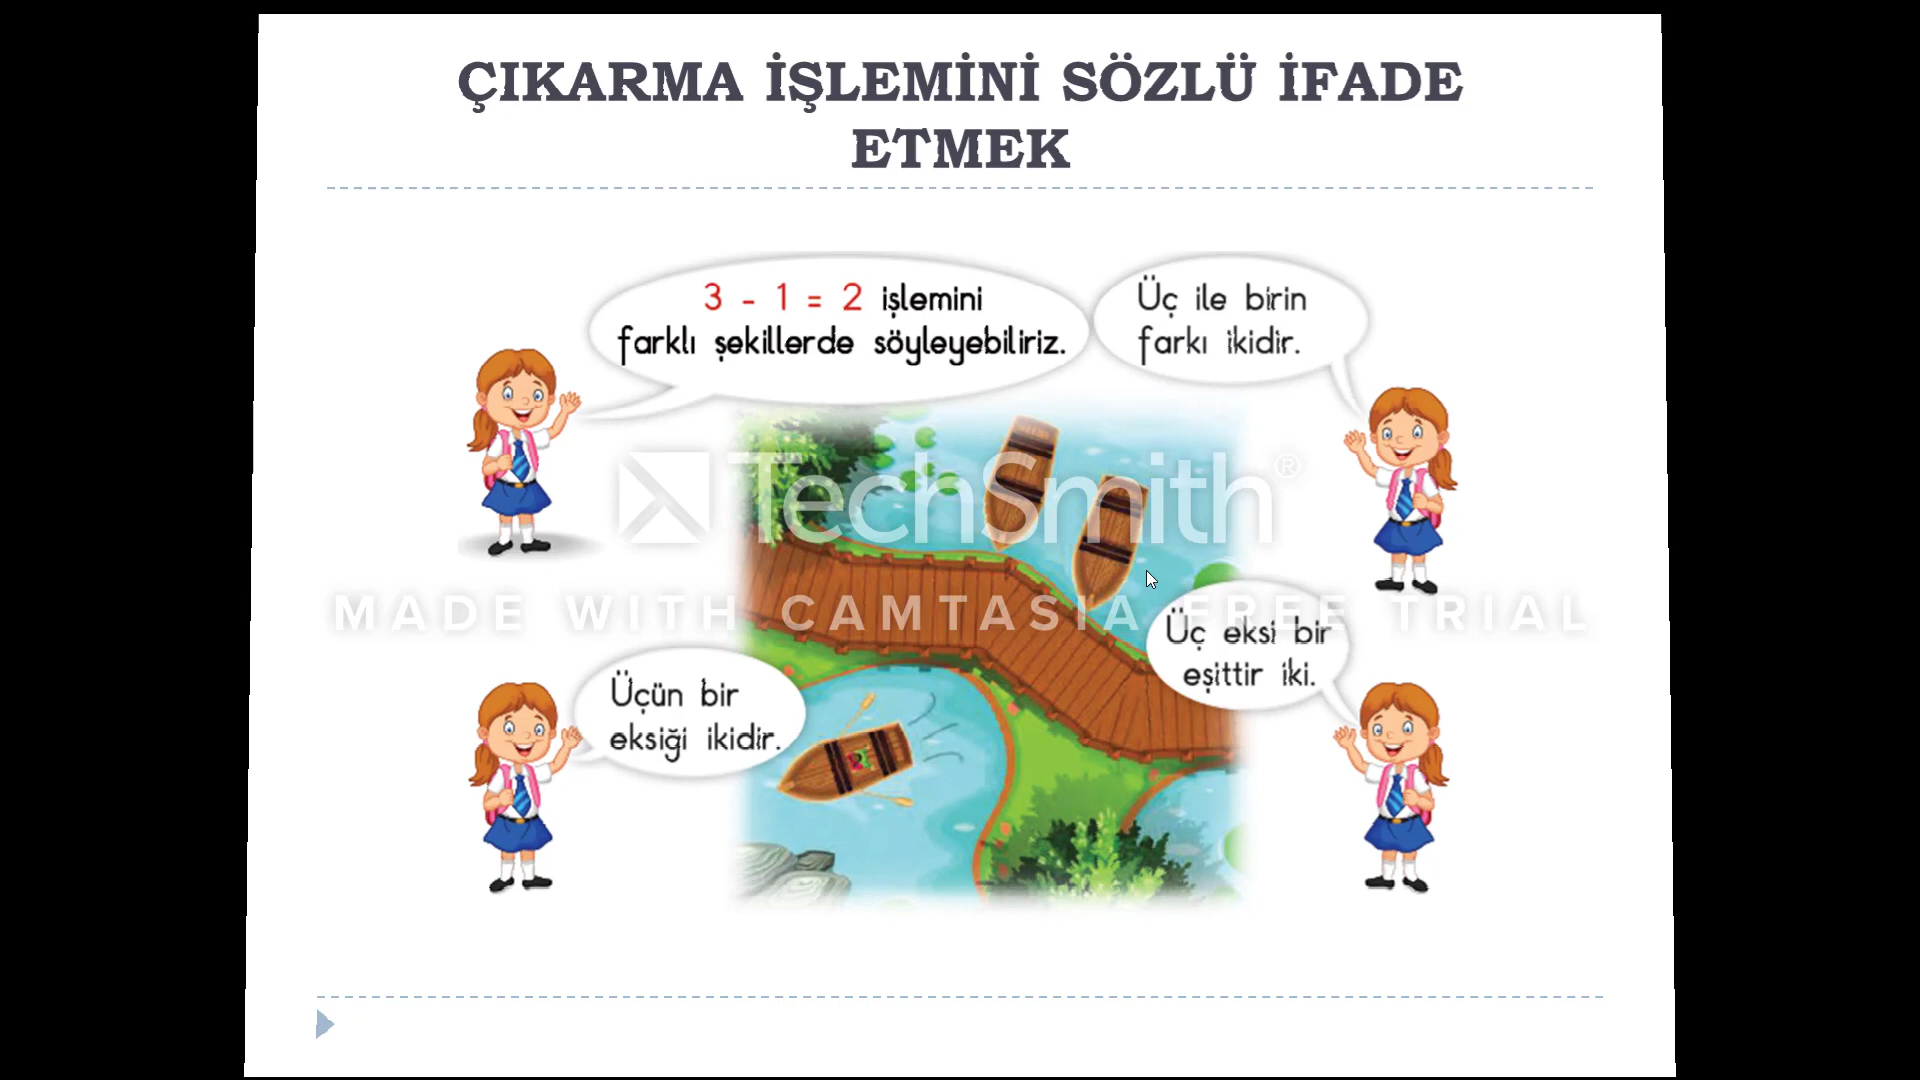 ÇIKARMA İŞLEMİNİ SÖZLÜ İFADE
ETMEK
3 - 1 = 2 işlemini
farklı şekillerde söyleyebiliriz.
Üç ile birin
farkı ikidir.
TechSmith®
MADE WITH CAMTASIA FREE TRIAL
Üç eksi bir
eşittir iki.
Üçün bir
eksiği ikidir.